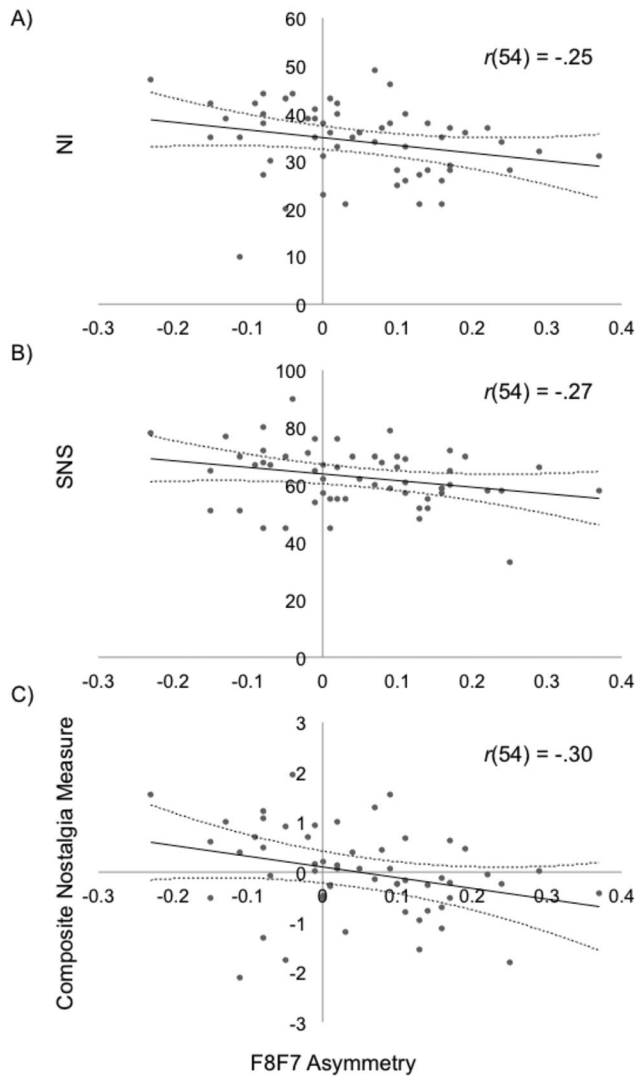 A)
60
50
40
30
20
10
0
NI
r(54) = -.25
-0.3 -0.2 -0.1 0 0.1 0.2 0.3 0.4
B)
100
80
60
40
20
0
SNS
r(54) = -.27
-0.3 -0.2 -0.1 0 0.1 0.2 0.3 0.4
C)
3
2
1
0
-1
-2
-3
Composite Nostalgia Measure
r(54) = -.30
-0.3 -0.2 -0.1 0 0.1 0.2 0.3 0.4
F8F7 Asymmetry